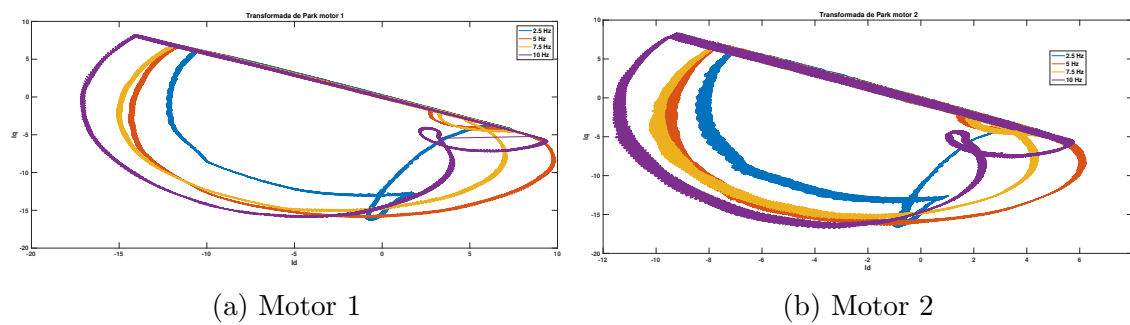 Transformada de Park motor 1
10
5
0
-5
-10
-15
-20
Iq
-20
-15
-10
-5
0
5
10
Id
2.5 Hz
5 Hz
7.5 Hz
10 Hz
(a) Motor 1
Transformada de Park motor 2
10
5
0
-5
-10
-15
-20
Iq
-12
-10
-8
-6
-4
-2
0
2
4
6
Id
2.5 Hz
5 Hz
7.5 Hz
10 Hz
(b) Motor 2